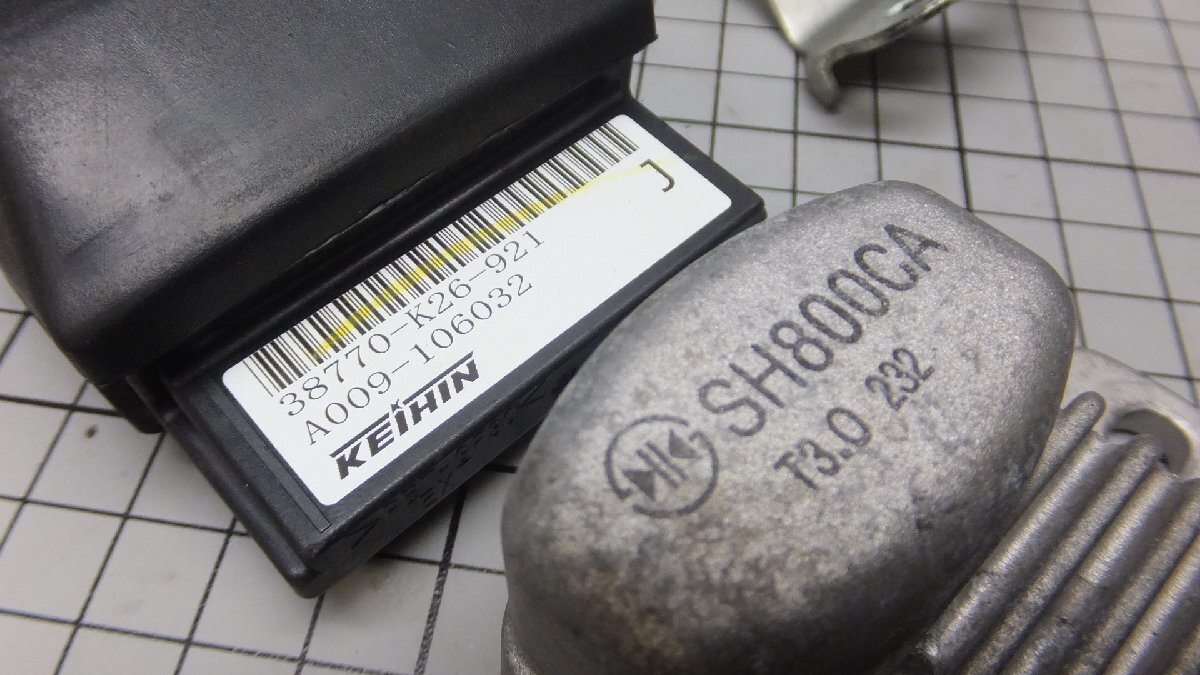 J
38770-K26-921
A009-106032
KEIHIN
SH800CA
T3.0 232